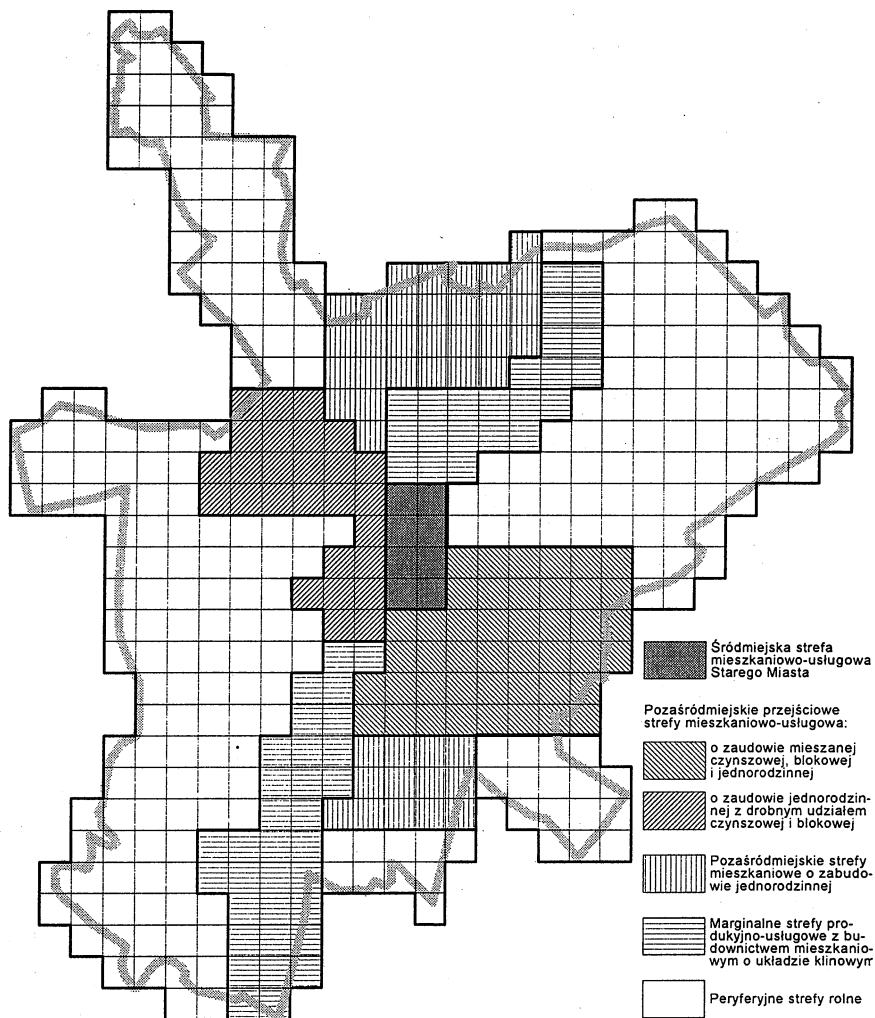 Śródmiejska strefa
mieszkaniowo-usługowa
Starego Miasta
Pozaśródmiejskie przejściowe
strefy mieszkaniowo-usługowa:
o zaudowie mieszanej
czynszowej, blokowej
i jednorodzinnej
o zaudowie jednorodzin-
nej z drobnym udziałem
czynszowej i blokowej
Pozaśródmiejskie strefy
mieszkaniowe o zabudo-
wie jednorodzinnej
Marginalne strefy pro-
dukyjno-usługowe z bu-
downictwem mieszkanio-
wym o układzie klinowym
Peryferyjne strefy rolne